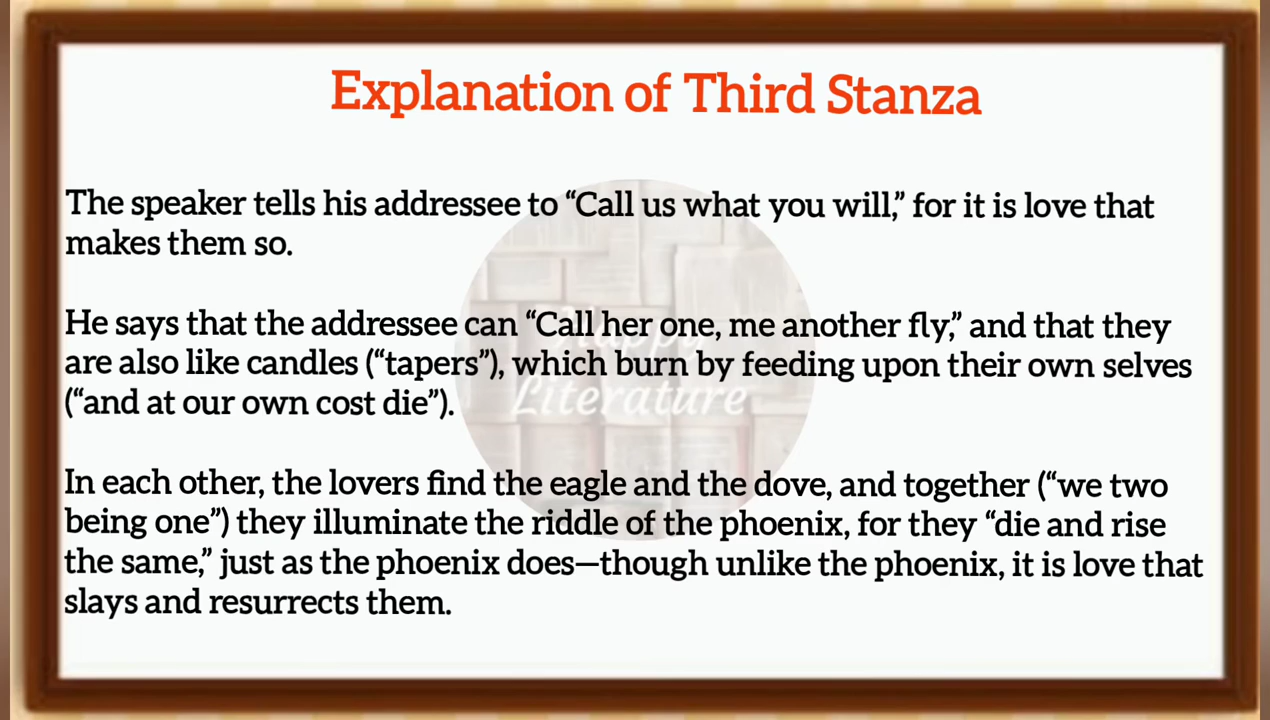 Explanation of Third Stanza
The speaker tells his addressee to “Call us what you will,” for it is love that
makes them so.
He says that the addressee can “Call her one, me another fly,” and that they
are also like candles (“tapers”), which burn by feeding upon their own selves
(“and at our own cost die”).
In each other, the lovers find the eagle and the dove, and together (“we two
being one”) they illuminate the riddle of the phoenix, for they “die and rise
the same,” just as the phoenix does—though unlike the phoenix, it is love that
slays and resurrects them.
Happy
Literature